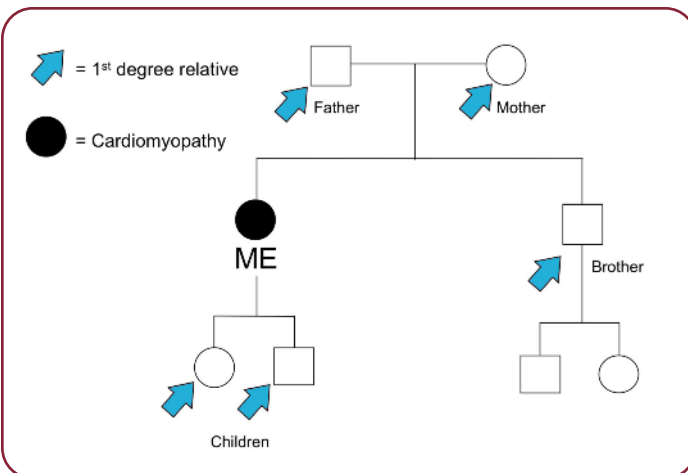 = 1st degree relative
Father
Mother
= Cardiomyopathy
ME
Brother
Children